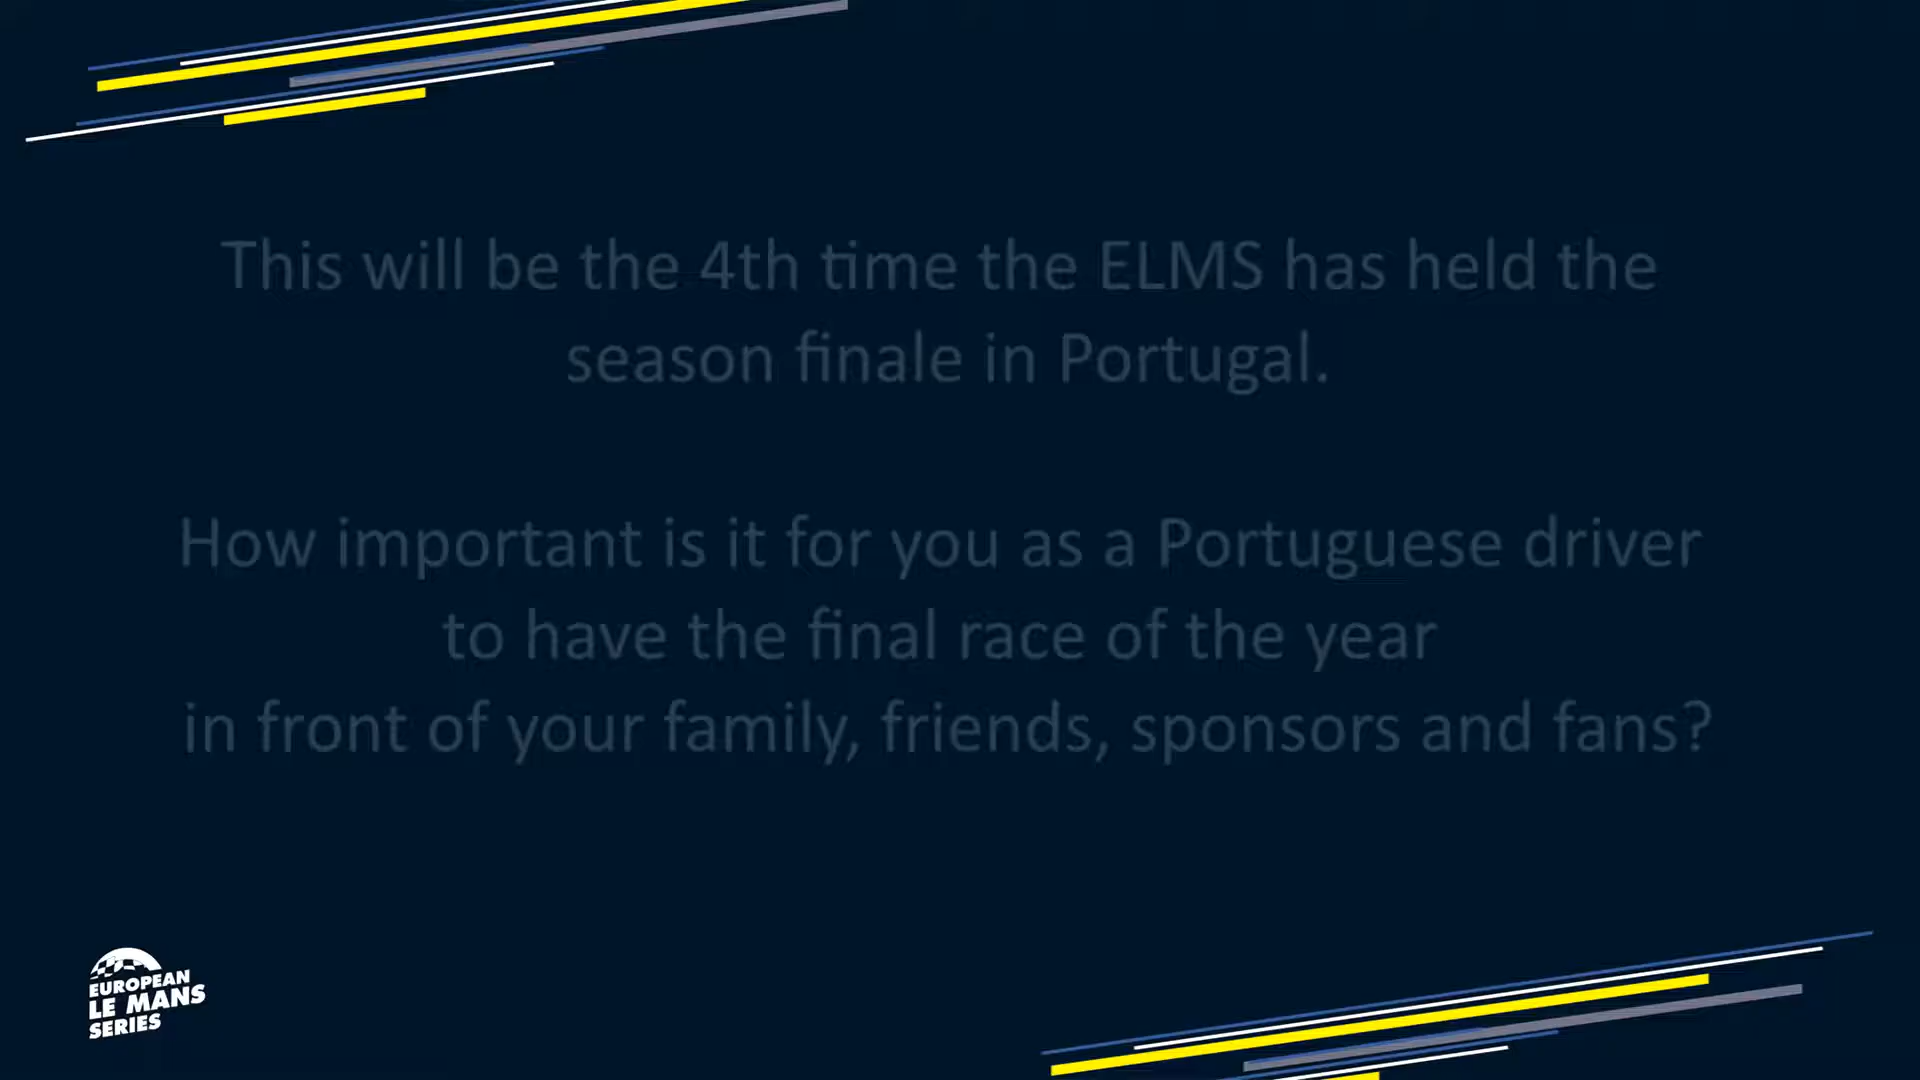 This will be the 4th time the ELMS has held the
season finale in Portugal.
How important is it for you as a Portuguese driver
to have the final race of the year
in front of your family, friends, sponsors and fans?
EUROPEAN
LE MANS
SERIES